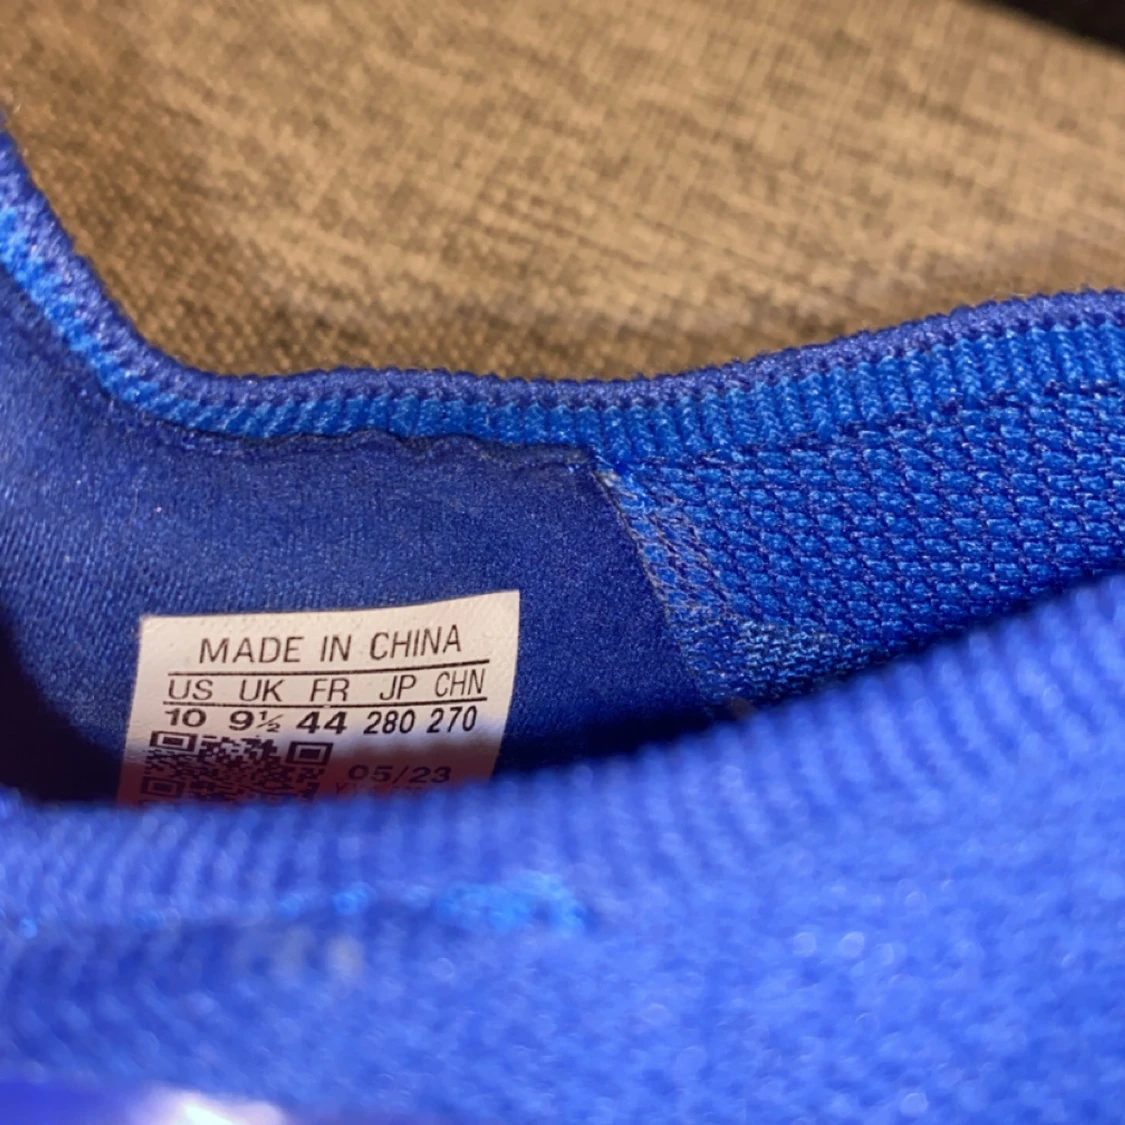 MADE IN CHINA
US UK FR JP CHN
10 9½ 44 280 270
05/23